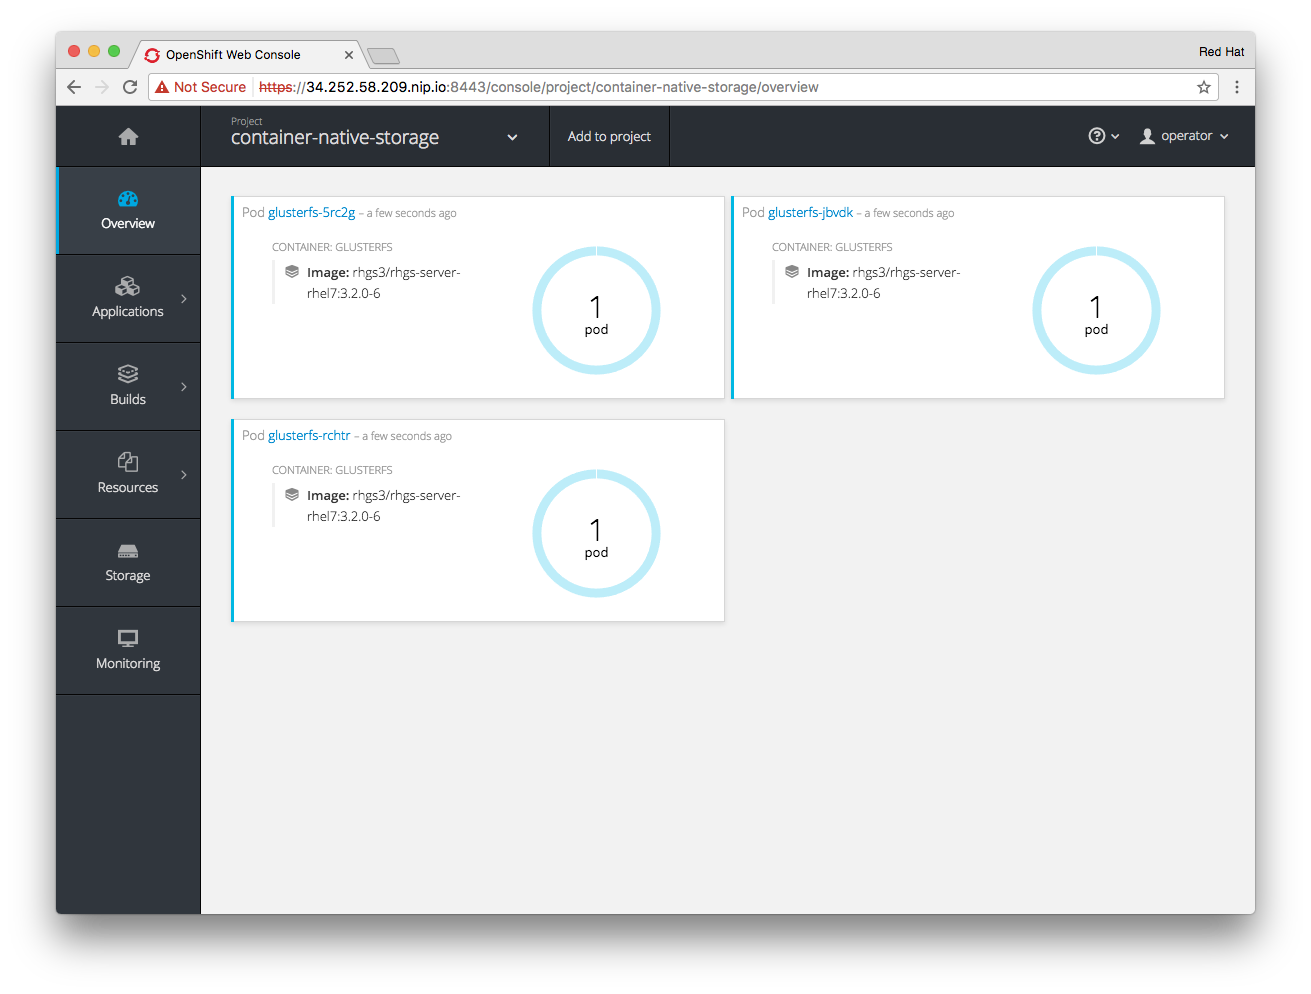 OpenShift Web Console
Red Hat
Not Secure https://34.252.58.209.nip.io:8443/console/project/container-native-storage/overview
Project
container-native-storage
Add to project
operator
Overview
Applications
Builds
Resources
Storage
Monitoring
Pod glusterfs-5rc2g – a few seconds ago
CONTAINER: GLUSTERFS
Image: rhgs3/rhgs-server-
rhel7:3.2.0-6
1
pod
Pod glusterfs-jbvdk – a few seconds ago
CONTAINER: GLUSTERFS
Image: rhgs3/rhgs-server-
rhel7:3.2.0-6
1
pod
Pod glusterfs-rchtr – a few seconds ago
CONTAINER: GLUSTERFS
Image: rhgs3/rhgs-server-
rhel7:3.2.0-6
1
pod